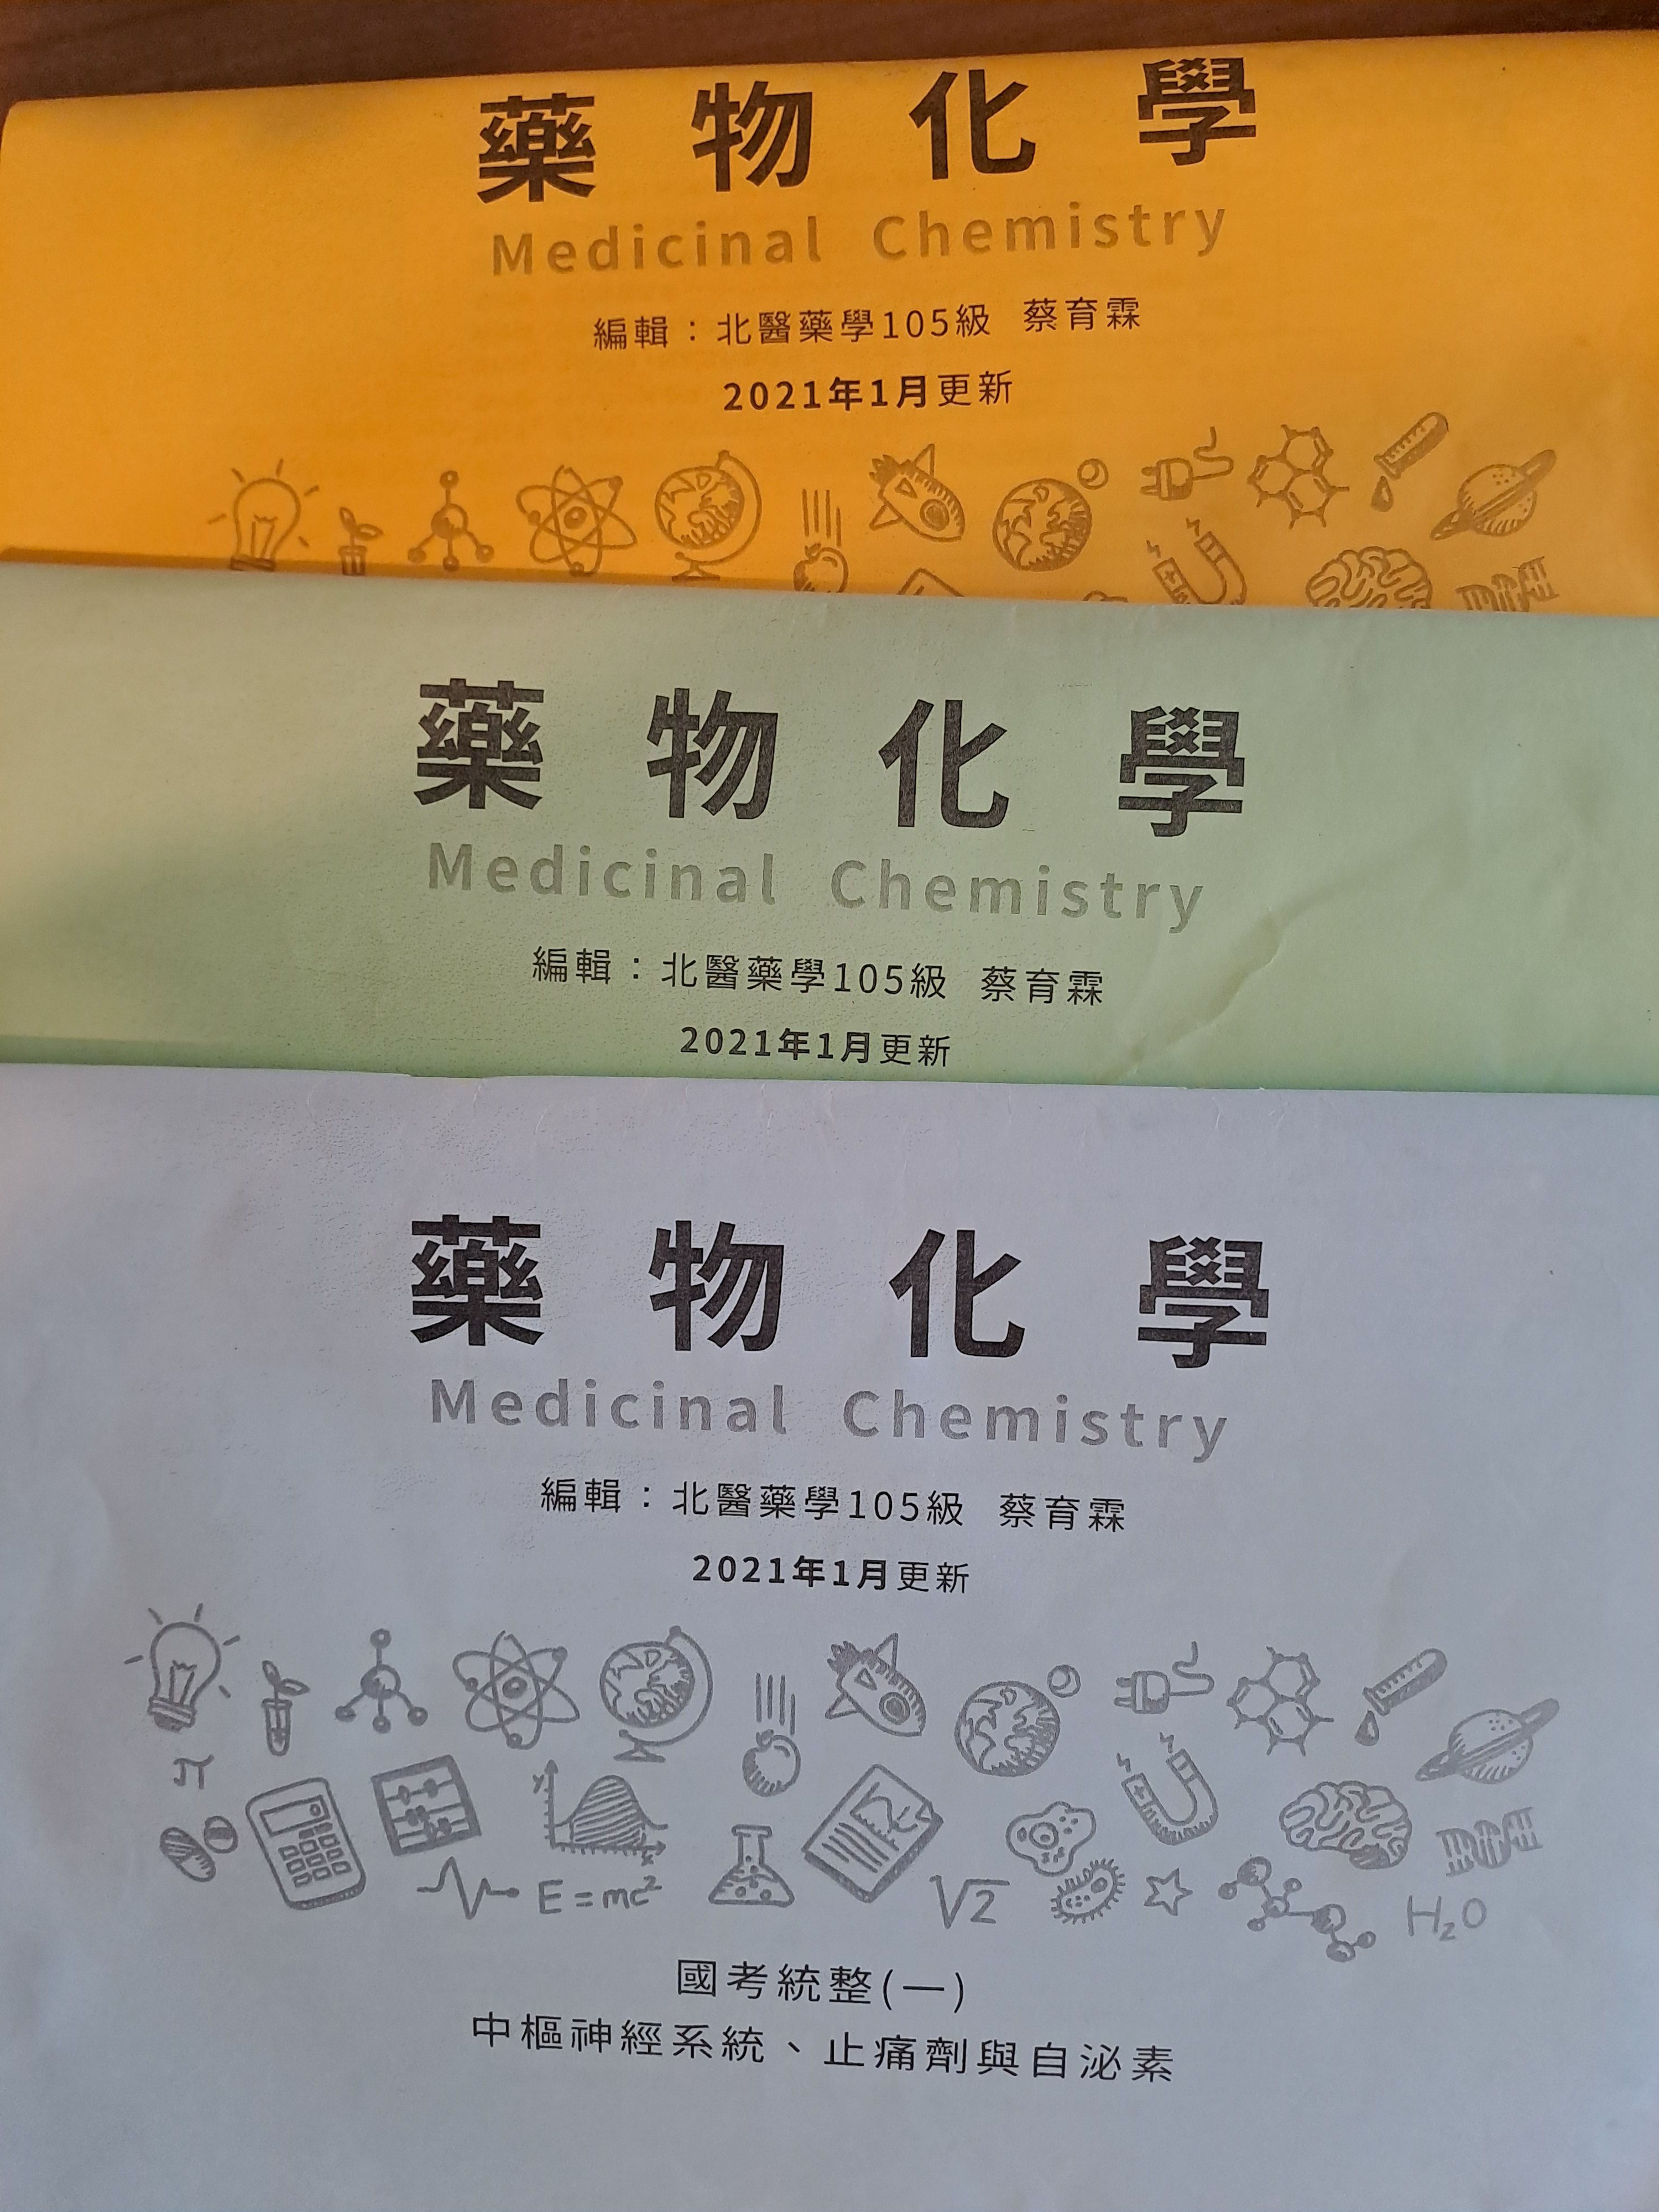 藥物化學
Medicinal Chemistry
編輯：北醫藥學105級 蔡育霖
2021年1月更新
藥物化學
Medicinal Chemistry
編輯：北醫藥學105級 蔡育霖
2021年1月更新
藥物化學
Medicinal Chemistry
編輯：北醫藥學105級 蔡育霖
2021年1月更新
π
y
x
E=mc²
√2
H₂O
國考統整(一)
中樞神經系統、止痛劑與自泌素